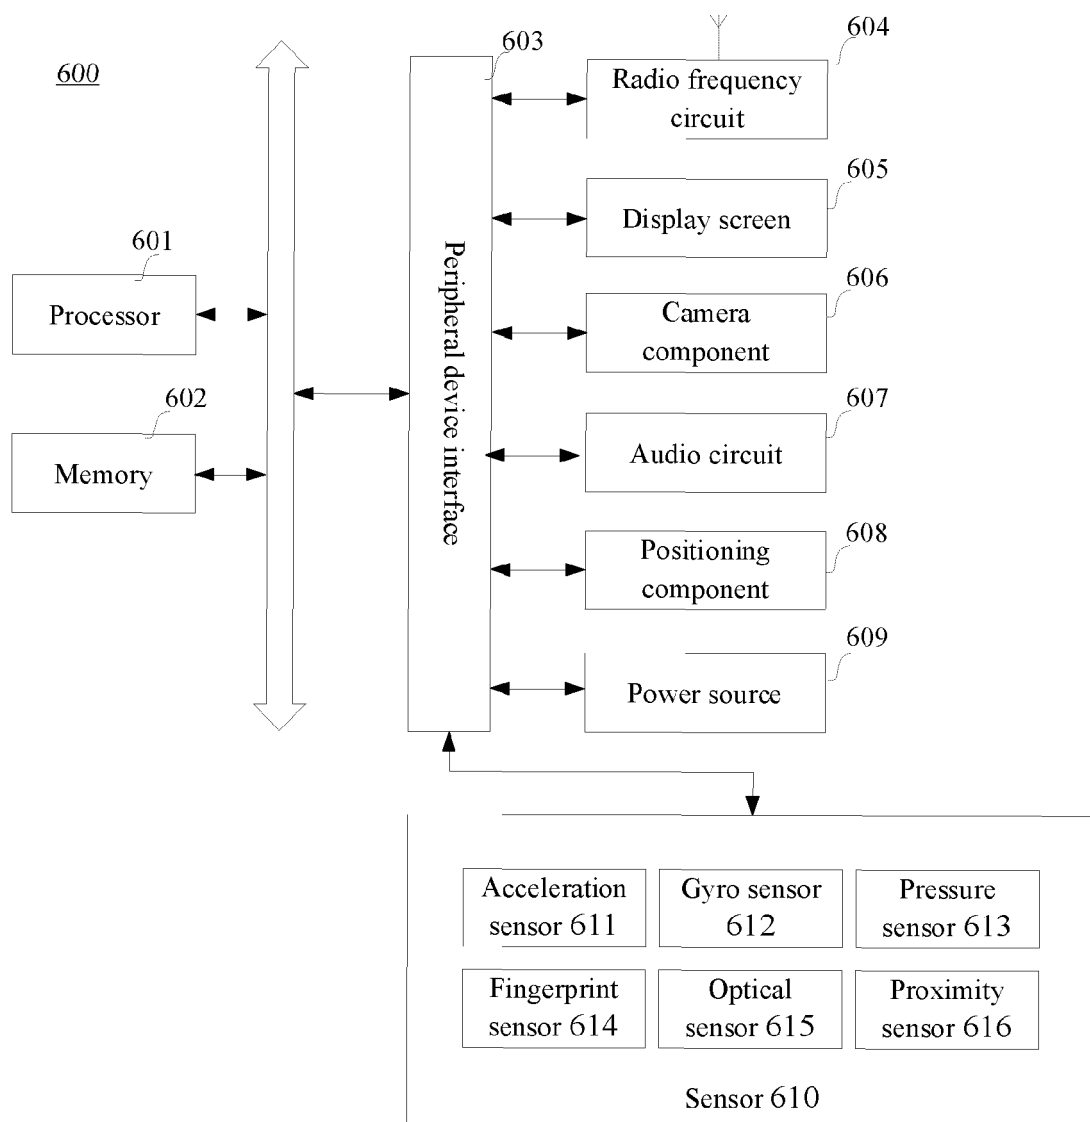 600
603
604
Radio frequency
circuit
605
Display screen
601
Processor
606
Camera
component
602
Memory
Peripheral device interface
607
Audio circuit
608
Positioning
component
609
Power source
Acceleration
sensor 611
Gyro sensor
612
Pressure
sensor 613
Fingerprint
sensor 614
Optical
sensor 615
Proximity
sensor 616
Sensor 610